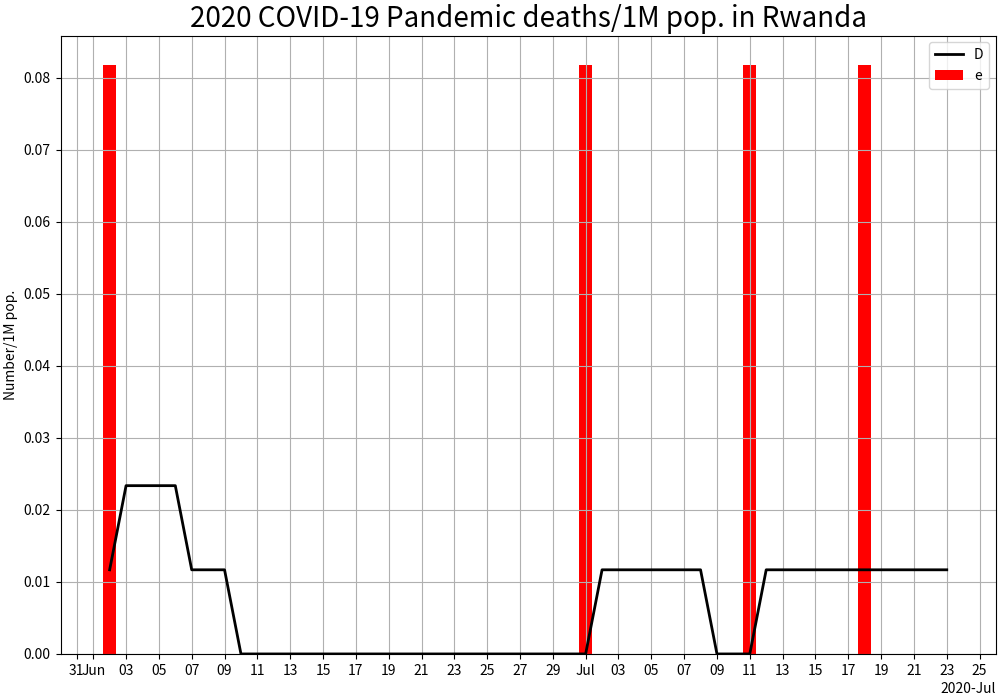 2020 COVID-19 Pandemic deaths/1M pop. in Rwanda
D
e
Number/1M pop.
0.08
0.07
0.06
0.05
0.04
0.03
0.02
0.01
0.00
31 Jun 03 05 07 09 11 13 15 17 19 21 23 25 27 29 Jul 03 05 07 09 11 13 15 17 19 21 23 25
2020-Jul